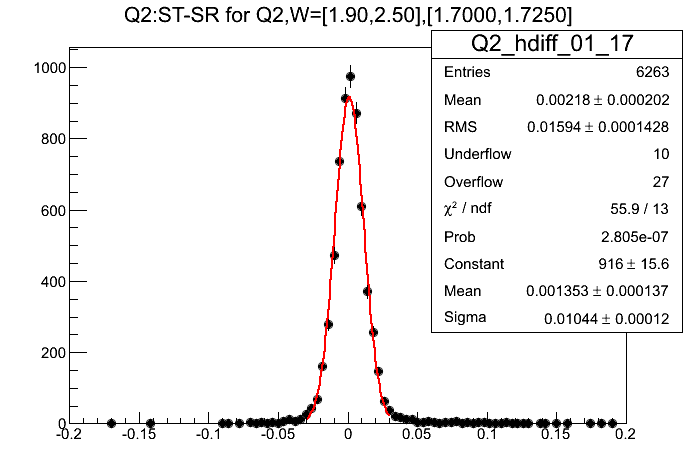 Q2:ST-SR for Q2,W=[1.90,2.50],[1.7000,1.7250]
Q2_hdiff_01_17
Entries 6263
Mean 0.00218 ± 0.000202
RMS 0.01594 ± 0.0001428
Underflow 10
Overflow 27
χ² / ndf 55.9 / 13
Prob 2.805e-07
Constant 916 ± 15.6
Mean 0.001353 ± 0.000137
Sigma 0.01044 ± 0.00012
1000
800
600
400
200
0
-0.2 -0.15 -0.1 -0.05 0 0.05 0.1 0.15 0.2